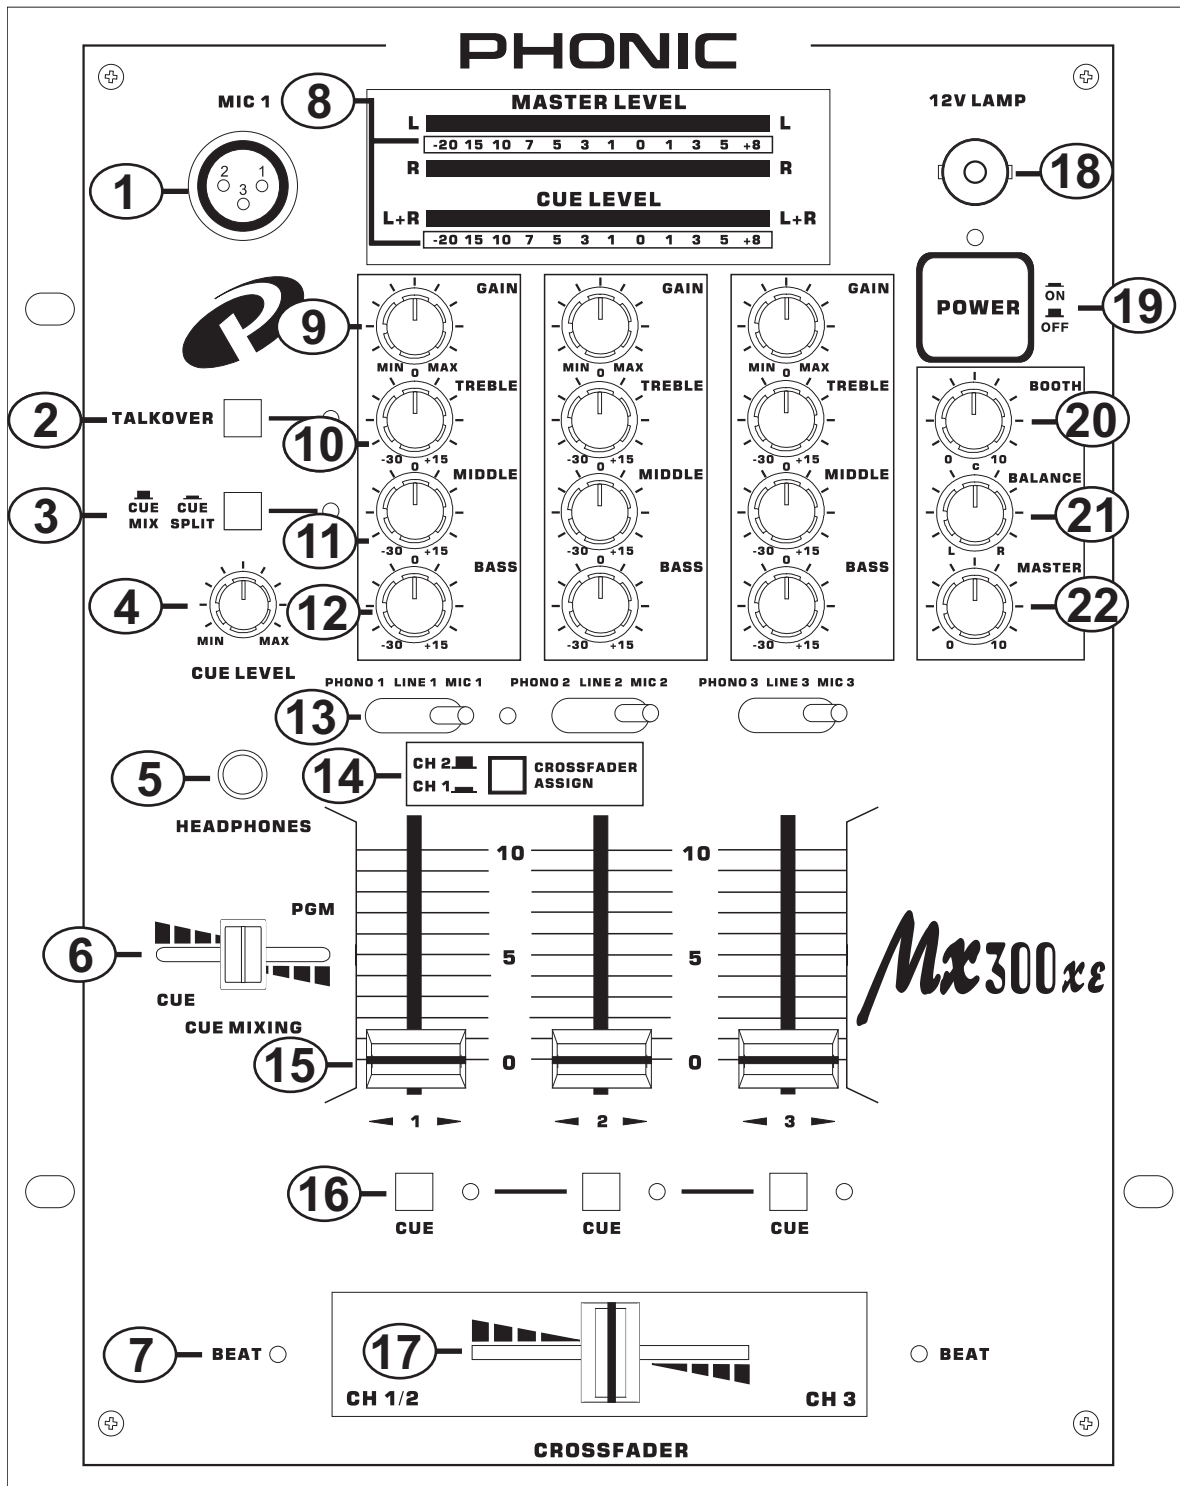 PHONIC
MIC 1
8
MASTER LEVEL
12V LAMP
L L
-20 15 10 7 5 3 1 0 1 3 5 +8
R R
1
2 1
3
18
CUE LEVEL
L+R L+R
-20 15 10 7 5 3 1 0 1 3 5 +8
9
GAIN GAIN GAIN
MIN MAX MIN MAX MIN MAX
POWER
ON
OFF
19
0 0 0
TREBLE TREBLE TREBLE
BOOTH
2
TALKOVER
10
20
-30 +15 -30 +15 -30 +15
0 10
0 0 0
C
MIDDLE MIDDLE MIDDLE
BALANCE
3
CUE CUE
MIX SPLIT
11
21
-30 +15 -30 +15 -30 +15
L R
0 0 0
BASS BASS BASS
MASTER
4
12
22
MIN MAX
-30 +15 -30 +15 -30 +15
0 10
CUE LEVEL
PHONO 1 LINE 1 MIC 1
PHONO 2 LINE 2 MIC 2
PHONO 3 LINE 3 MIC 3
13
5
14
CH 2
CH 1
CROSSFADER
ASSIGN
HEADPHONES
10 10
PGM
6
5 5
Mx300xe
CUE
CUE MIXING
15
0 0
1 2 3
16
CUE CUE CUE
7
BEAT
17
BEAT
CH 1/2
CH 3
CROSSFADER